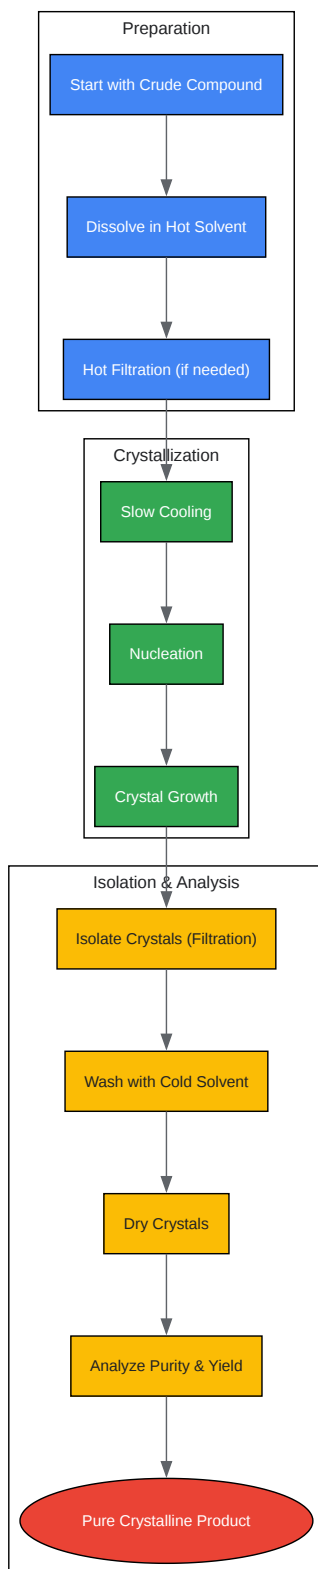 Preparation
Start with Crude Compound
Dissolve in Hot Solvent
Hot Filtration (if needed)
Crystallization
Slow Cooling
Nucleation
Crystal Growth
Isolation & Analysis
Isolate Crystals (Filtration)
Wash with Cold Solvent
Dry Crystals
Analyze Purity & Yield
Pure Crystalline Product